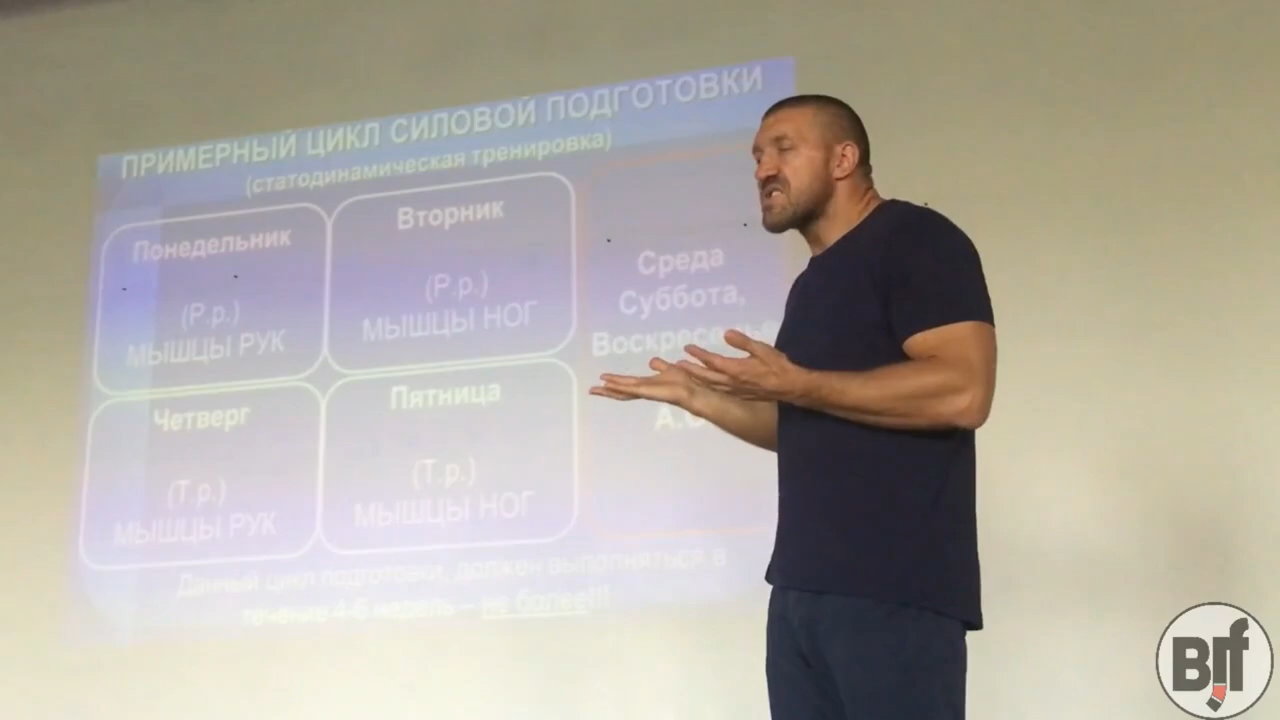 ПРИМЕРНЫЙ ЦИКЛ СИЛОВОЙ ПОДГОТОВКИ
(статодинамическая тренировка)
Понедельник
(Р.р.)
МЫШЦЫ РУК
Вторник
(Р.р.)
МЫШЦЫ НОГ
Среда
Суббота,
Четверг
(Т.р.)
МЫШЦЫ РУК
Пятница
(Т.р.)
МЫШЦЫ НОГ
Данный цикл подготовки, должен выполняться в
течение 4-6 недель – не более!!!
BJJf